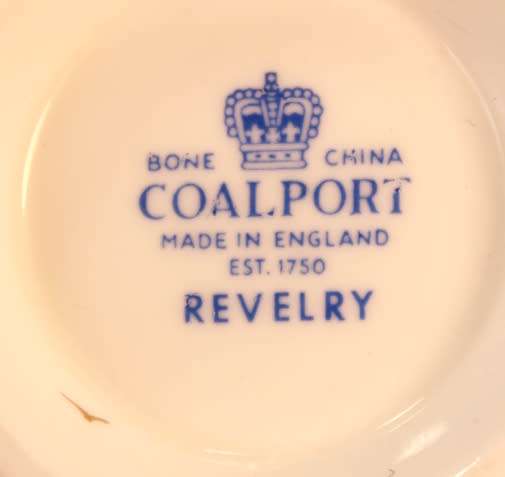 BONE CHINA
COALPORT
MADE IN ENGLAND
EST. 1750
REVELRY